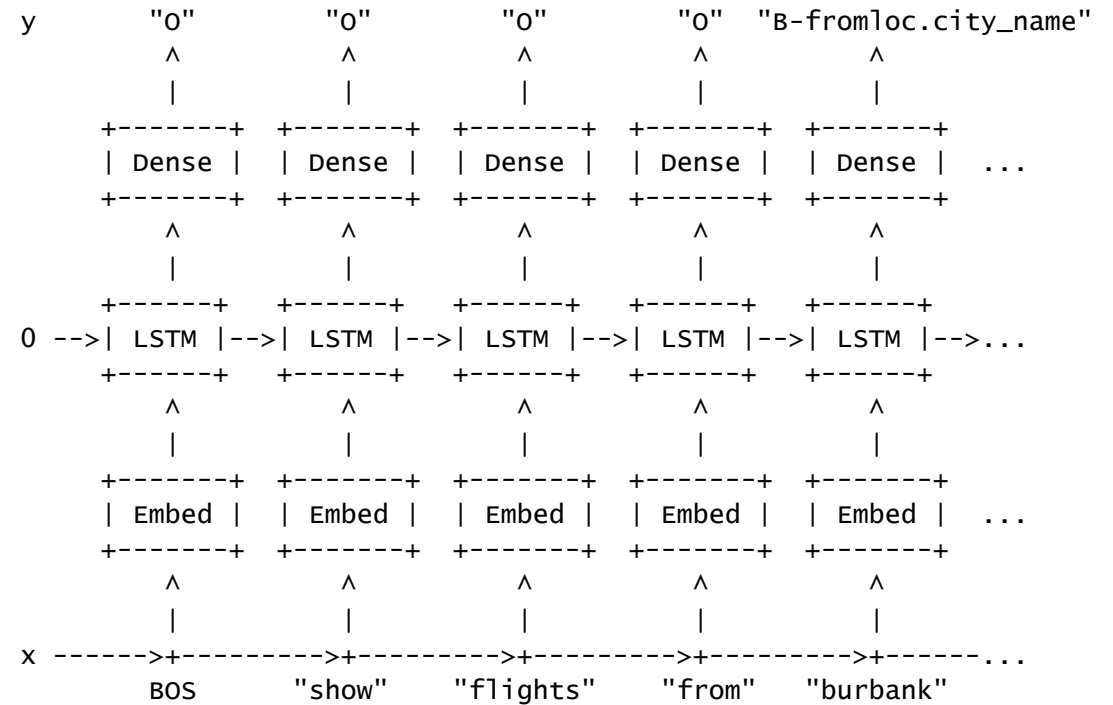 y        "O"        "O"        "O"        "O"  "B-fromloc.city_name"
          ^          ^          ^          ^          ^
          |          |          |          |          |
      +-------+  +-------+  +-------+  +-------+  +-------+
      | Dense |  | Dense |  | Dense |  | Dense |  | Dense |  ...
      +-------+  +-------+  +-------+  +-------+  +-------+
          ^          ^          ^          ^          ^
          |          |          |          |          |
      +------+   +------+   +------+   +------+   +------+
0 -->| LSTM |-->| LSTM |-->| LSTM |-->| LSTM |-->| LSTM |-->...
      +------+   +------+   +------+   +------+   +------+
          ^          ^          ^          ^          ^
          |          |          |          |          |
      +-------+  +-------+  +-------+  +-------+  +-------+
      | Embed |  | Embed |  | Embed |  | Embed |  | Embed |  ...
      +-------+  +-------+  +-------+  +-------+  +-------+
          ^          ^          ^          ^          ^
          |          |          |          |          |
x ------>+--------->+--------->+--------->+--------->+------...
         BOS      "show"    "flights"    "from"   "burbank"